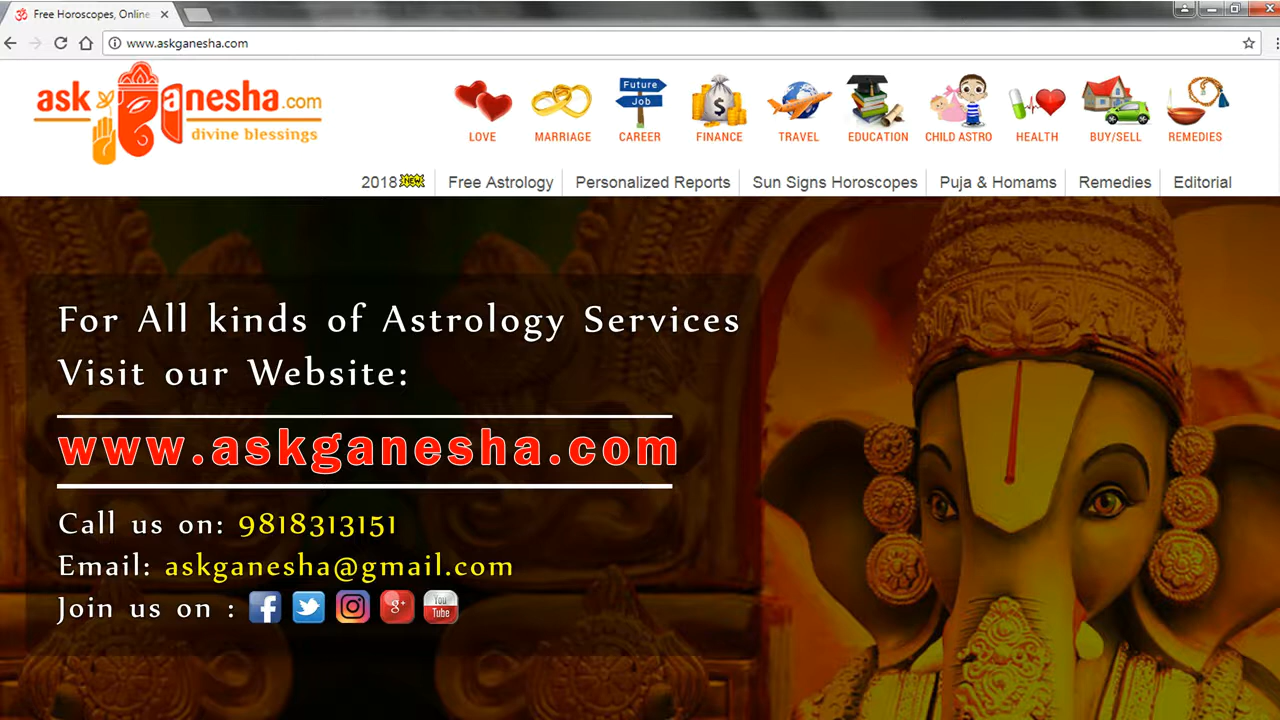 Free Horoscopes, Online
www.askganesha.com
ask ganesha.com
divine blessings
Future
Job
$
LOVE
MARRIAGE
CAREER
FINANCE
TRAVEL
EDUCATION
CHILD ASTRO
HEALTH
BUY/SELL
REMEDIES
2018 NEW
Free Astrology
Personalized Reports
Sun Signs Horoscopes
Puja & Homams
Remedies
Editorial
For All kinds of Astrology Services
Visit our Website:
www.askganesha.com
Call us on: 9818313151
Email: askganesha@gmail.com
Join us on : f g+ You Tube